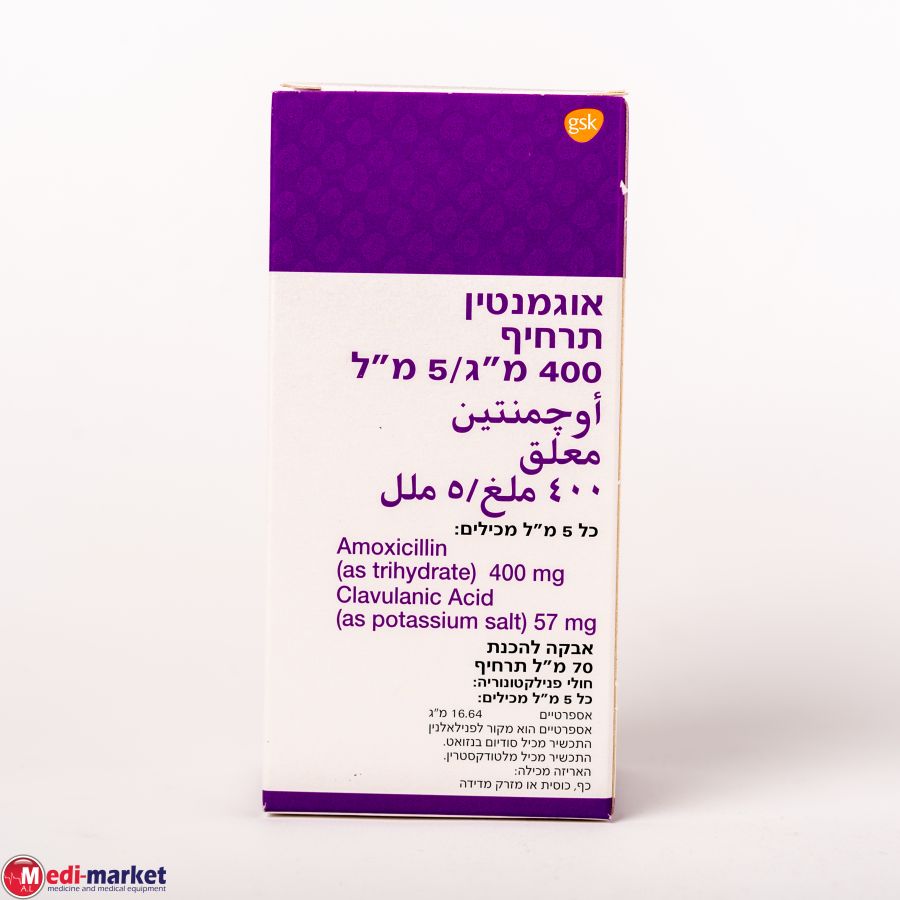 gsk
אוגמנטין
תרחיף
400 מ"ג/5 מ"ל
أوچمنتين
معلق
٤٠٠ ملغ/٥ ملل
כל 5 מ"ל מכילים:
Amoxicillin
(as trihydrate) 400 mg
Clavulanic Acid
(as potassium salt) 57 mg
אבקה להכנת
70 מ"ל תרחיף
חולי פנילקטונוריה:
כל 5 מ"ל מכילים:
אספרטיים 16.64 מ"ג
אספרטיים הוא מקור לפנילאלנין
התכשיר מכיל סודיום בנזואט.
התכשיר מכיל מלטודקסטרין.
האריזה מכילה:
כף, כוסית או מזרק מדידה
Medi-market
A.L
medicine and medical equipment